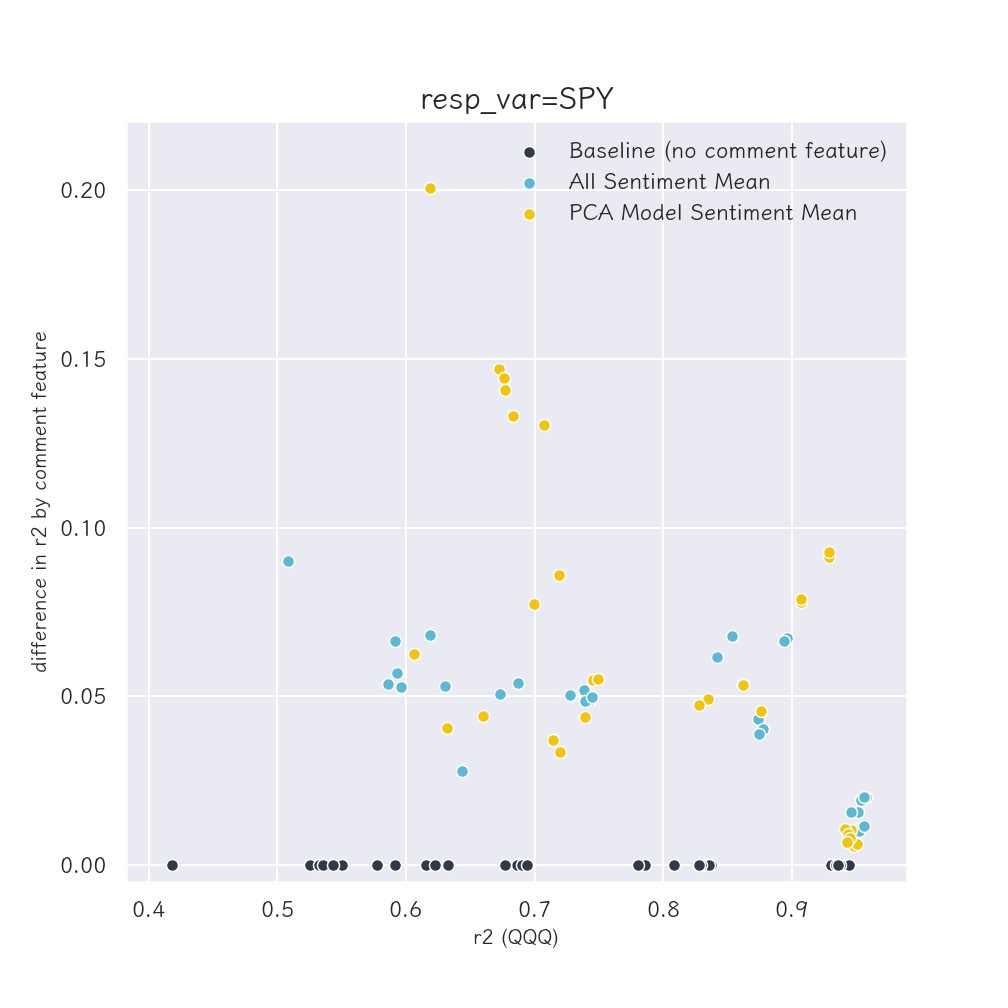 resp_var=SPY
Baseline (no comment feature)
All Sentiment Mean
PCA Model Sentiment Mean
difference in r2 by comment feature
0.20
0.15
0.10
0.05
0.00
0.4 0.5 0.6 0.7 0.8 0.9
r2 (QQQ)